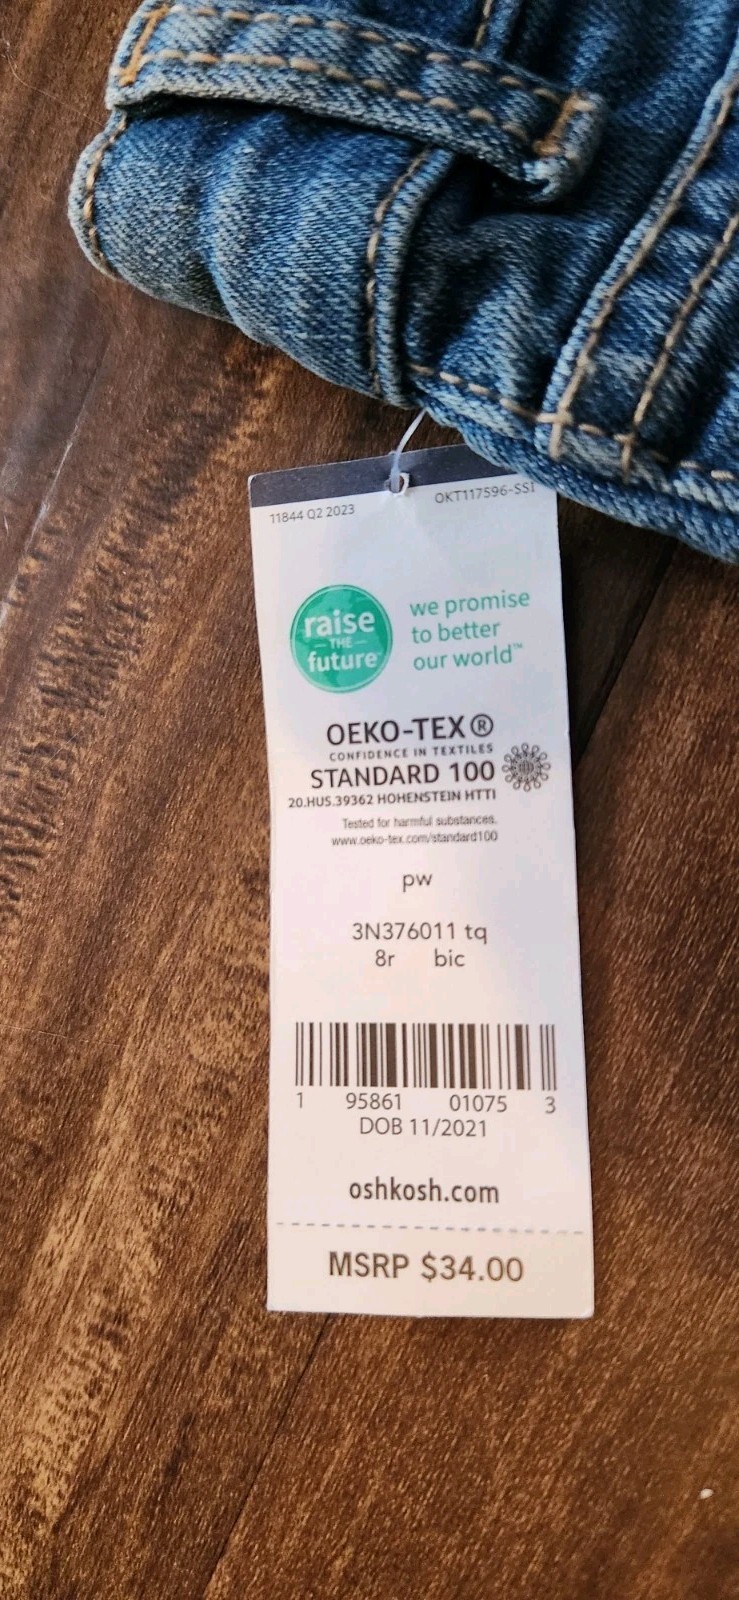 11844 Q2 2023
OKT117596-SS1
raise
THE
future
we promise
to better
our world™
OEKO-TEX®
CONFIDENCE IN TEXTILES
STANDARD 100
20.HUS.39362 HOHENSTEIN HTTI
Tested for harmful substances.
www.oeko-tex.com/standard100
pw
3N376011 tq
8r bic
1 95861 01075 3
DOB 11/2021
oshkosh.com
MSRP $34.00